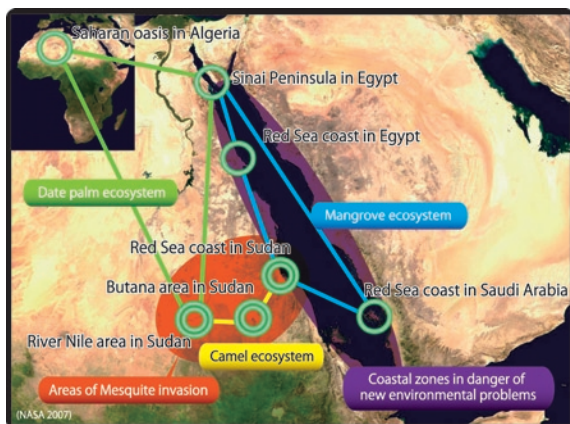 Saharan oasis in Algeria
Sinai Peninsula in Egypt
Red Sea coast in Egypt
Date palm ecosystem
Mangrove ecosystem
Red Sea coast in Sudan
Butana area in Sudan
Red Sea coast in Saudi Arabia
River Nile area in Sudan
Camel ecosystem
Areas of Mesquite invasion
Coastal zones in danger of
new environmental problems
(NASA 2007)